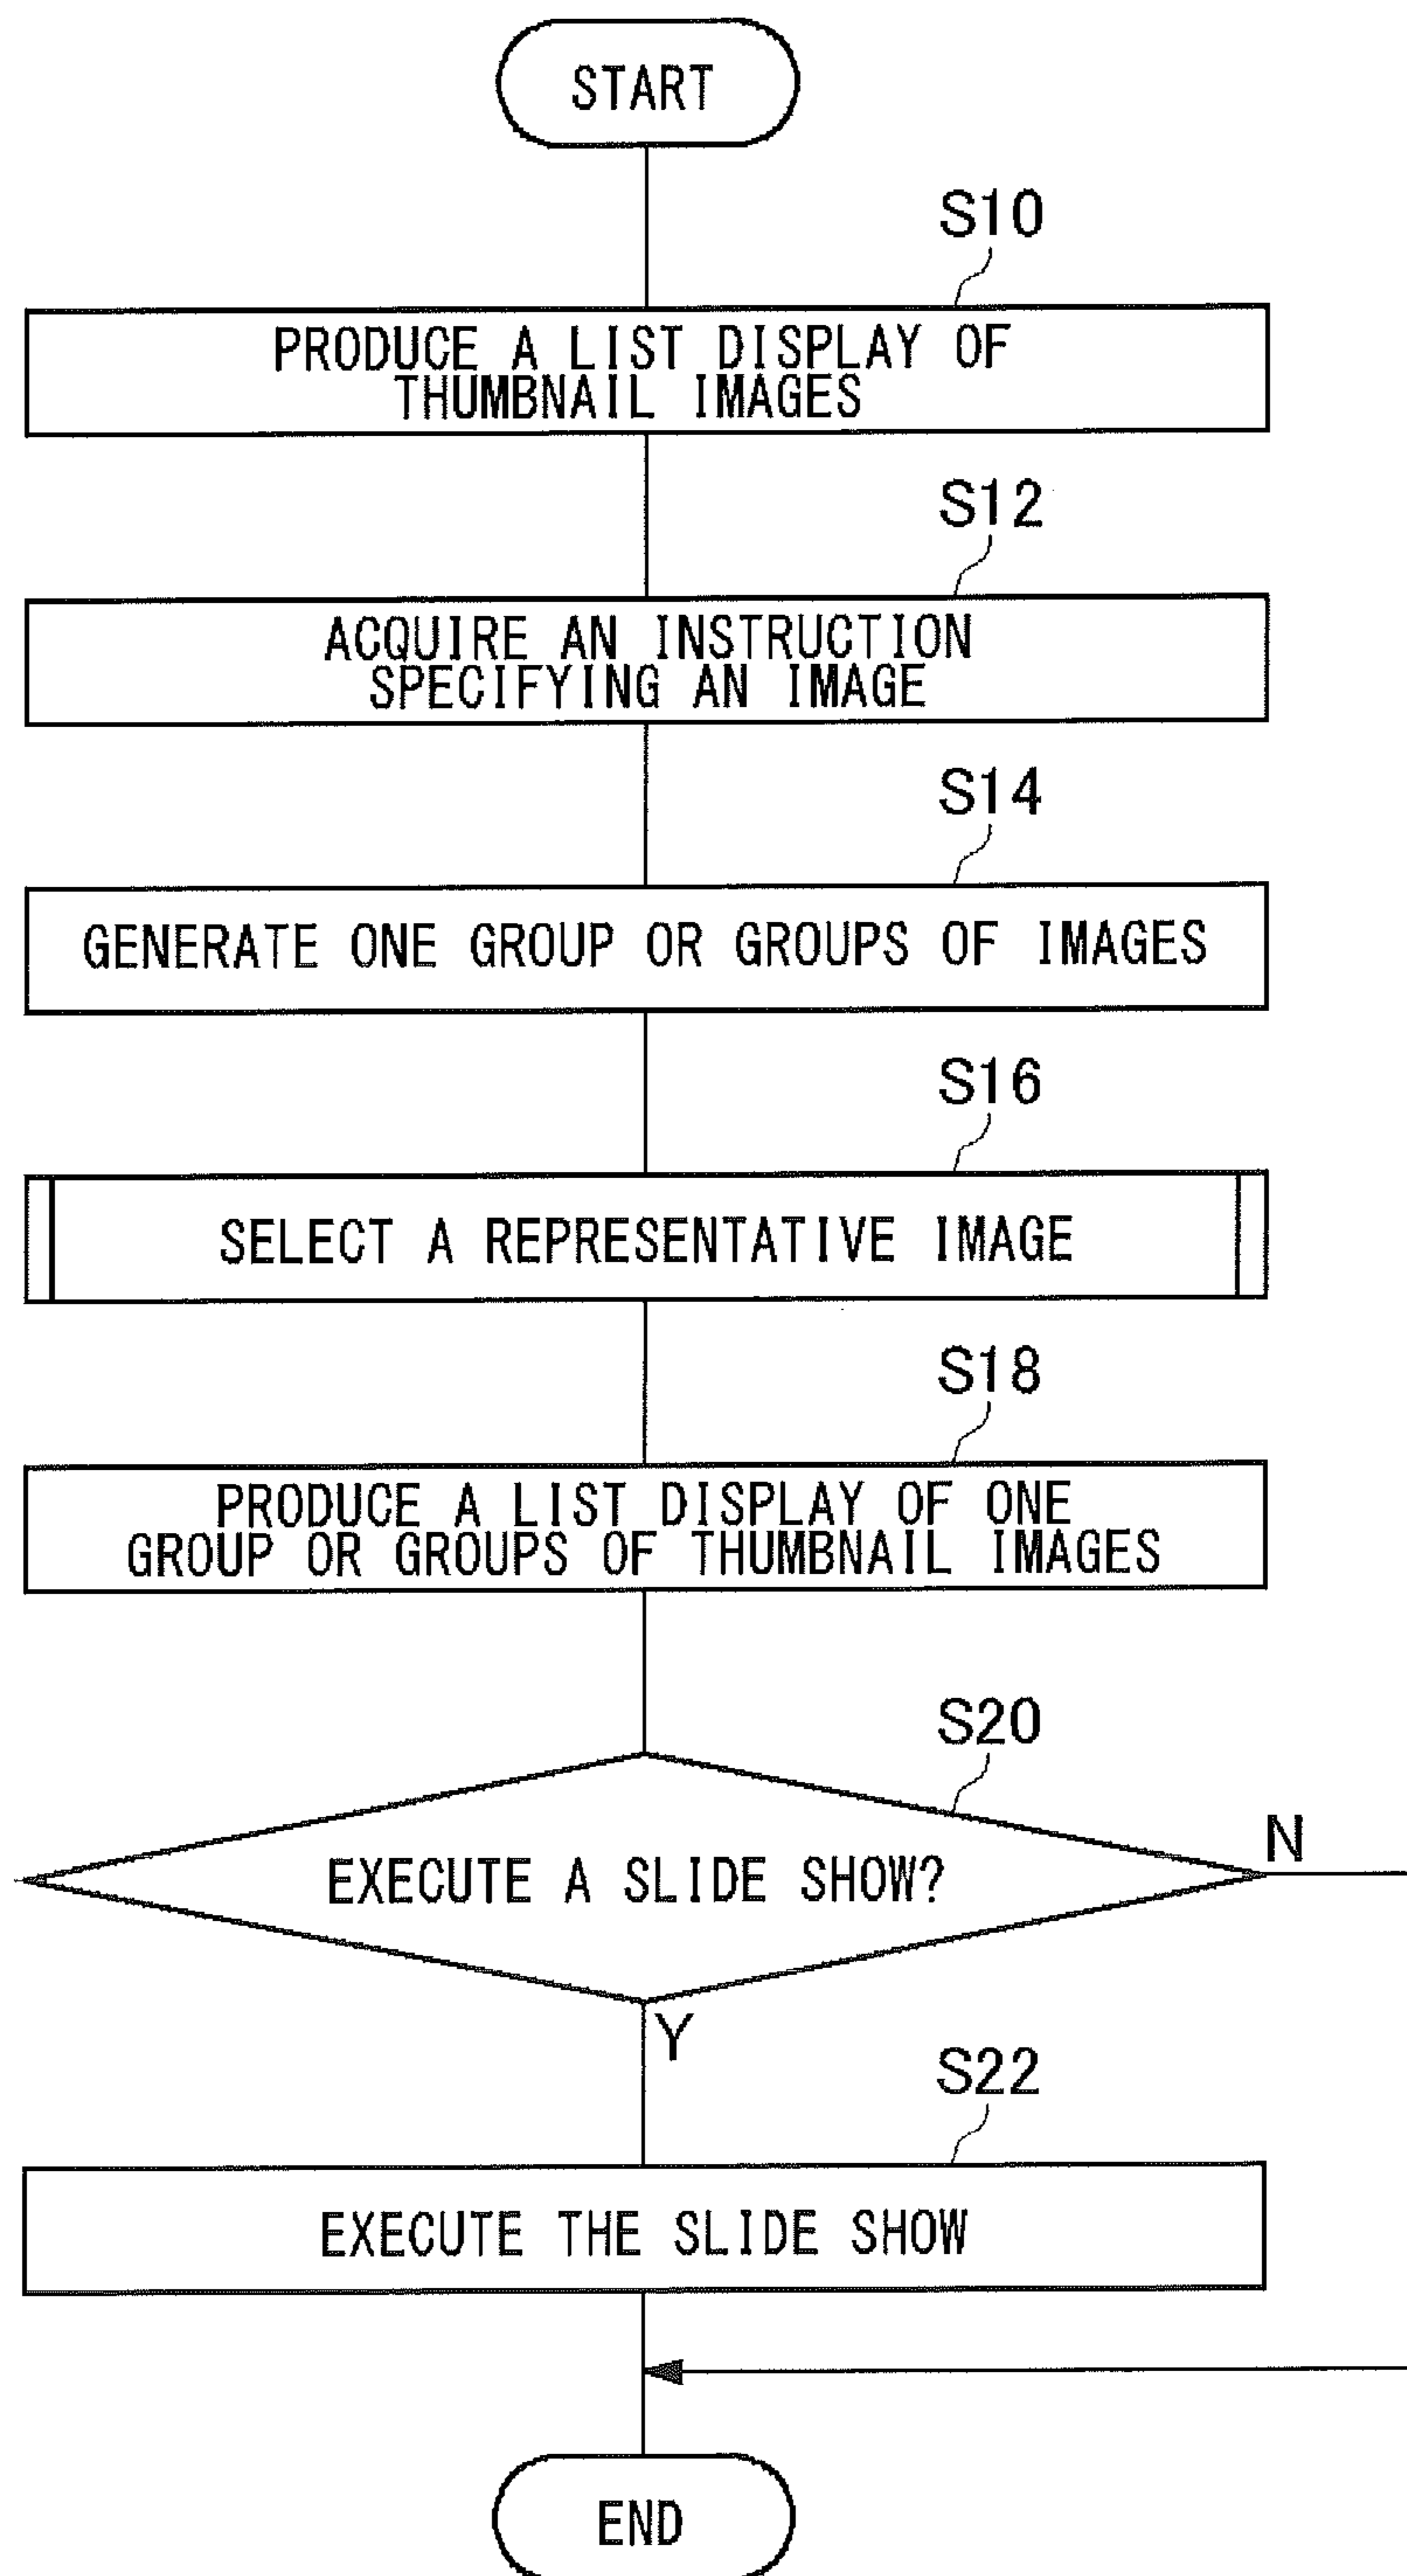 START
S10
PRODUCE A LIST DISPLAY OF
THUMBNAIL IMAGES
S12
ACQUIRE AN INSTRUCTION
SPECIFYING AN IMAGE
S14
GENERATE ONE GROUP OR GROUPS OF IMAGES
S16
SELECT A REPRESENTATIVE IMAGE
S18
PRODUCE A LIST DISPLAY OF ONE
GROUP OR GROUPS OF THUMBNAIL IMAGES
S20
EXECUTE A SLIDE SHOW?
N
Y
S22
EXECUTE THE SLIDE SHOW
END